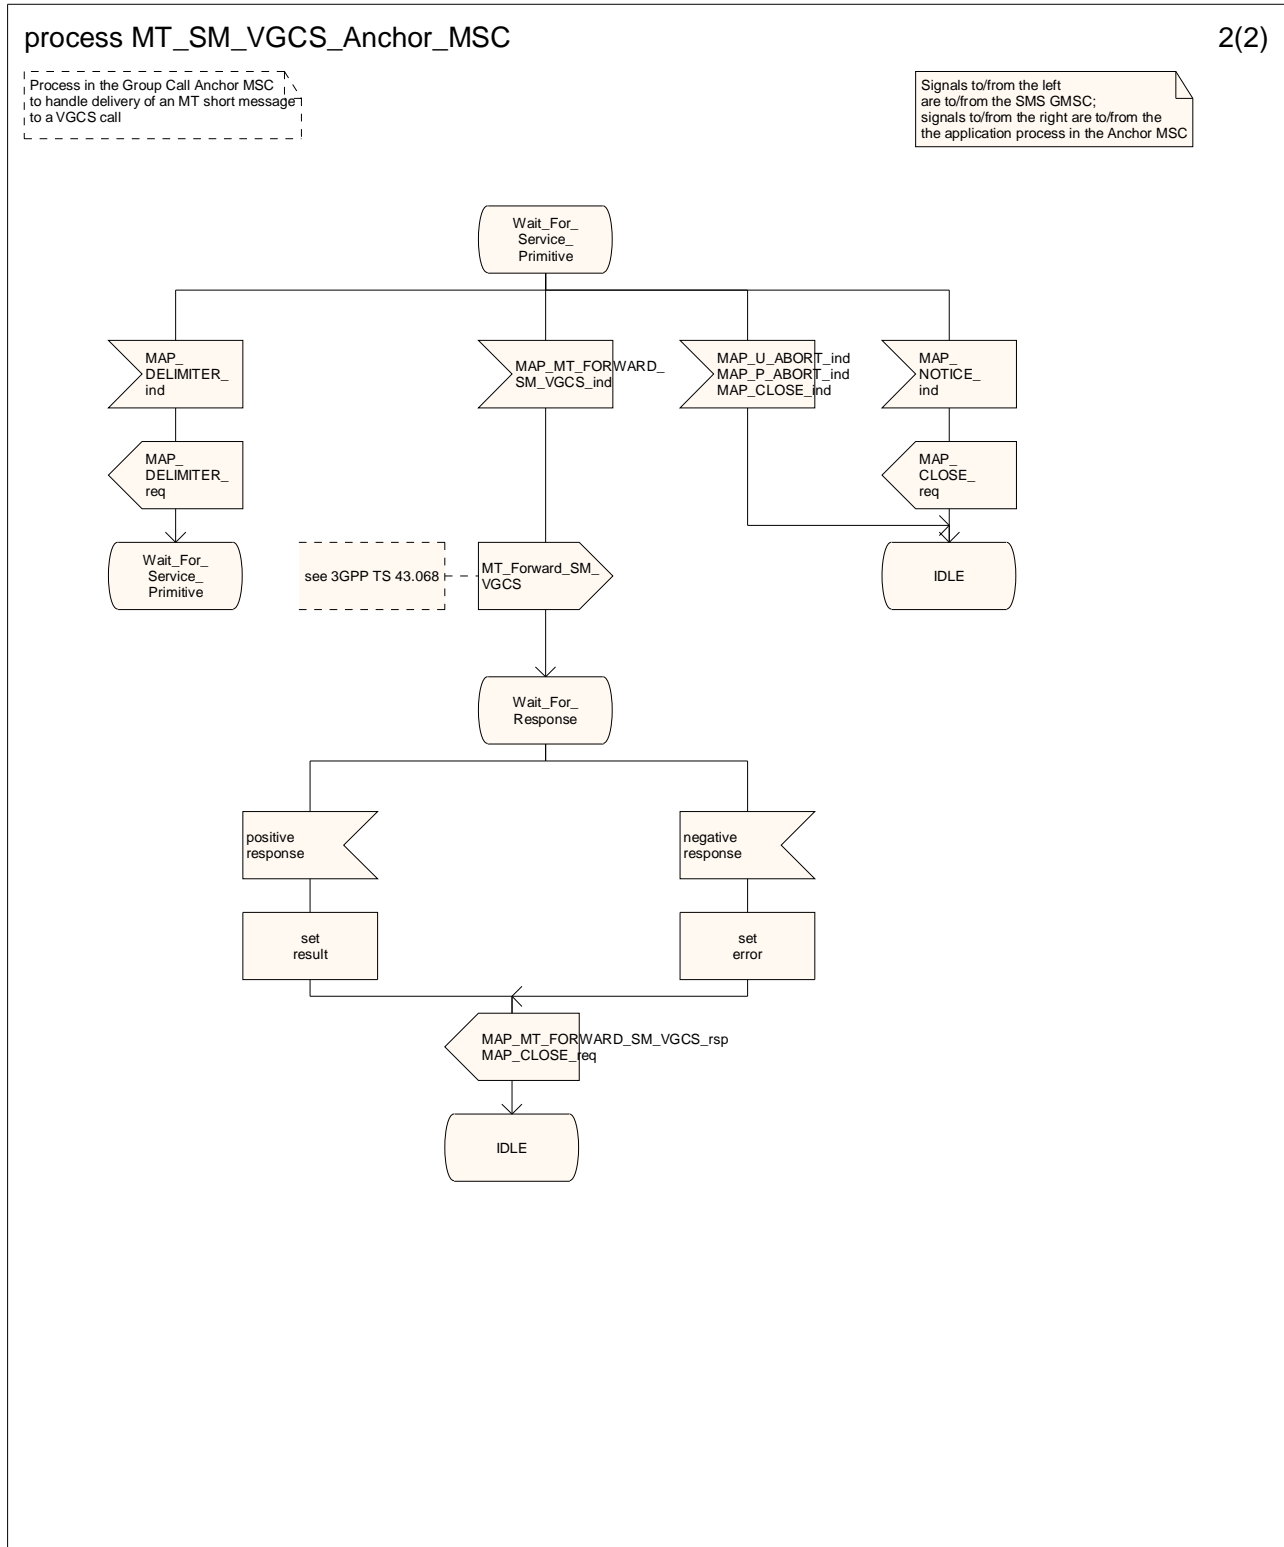 process MT_SM_VGCS_Anchor_MSC
2(2)
Process in the Group Call Anchor MSC
to handle delivery of an MT short message
to a VGCS call
Signals to/from the left
are to/from the SMS GMSC;
signals to/from the right are to/from the
the application process in the Anchor MSC
Wait_For_
Service_
Primitive
MAP_
DELIMITER_
ind
MAP_MT_FORWARD_
SM_VGCS_ind
MAP_U_ABORT_ind
MAP_P_ABORT_ind
MAP_CLOSE_ind
MAP_
NOTICE_
ind
MAP_
DELIMITER_
req
MAP_
CLOSE_
req
Wait_For_
Service_
Primitive
see 3GPP TS 43.068
MT_Forward_SM_
VGCS
IDLE
Wait_For_
Response
positive
response
negative
response
set
result
set
error
MAP_MT_FORWARD_SM_VGCS_rsp
MAP_CLOSE_req
IDLE